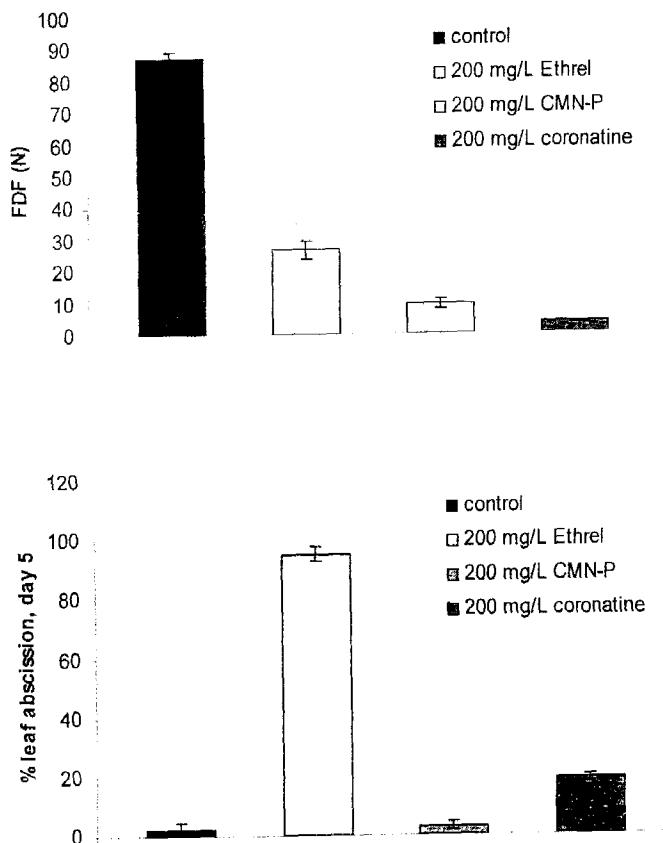 100
90
80
70
60
50
40
30
20
10
0
FDF (N)
control
200 mg/L Ethrel
200 mg/L CMN-P
200 mg/L coronatine
120
100
80
60
40
20
0
% leaf abscission, day 5
control
200 mg/L Ethrel
200 mg/L CMN-P
200 mg/L coronatine